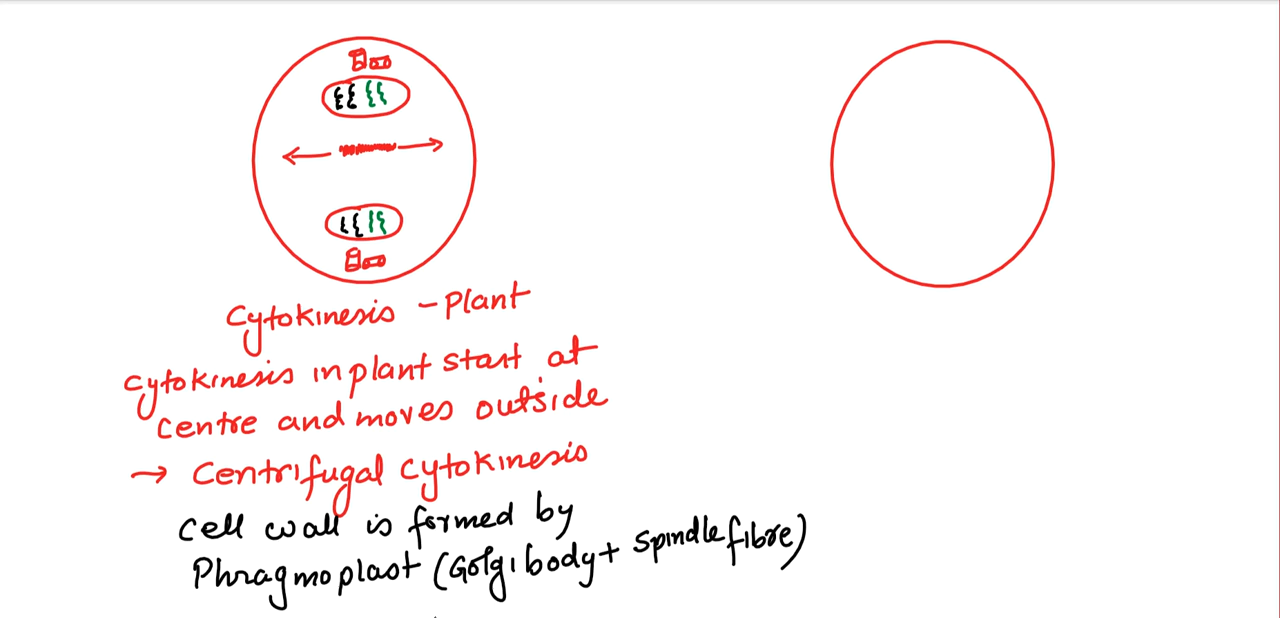 Cytokinesis - Plant
Cytokinesis in plant start at
centre and moves outside
→ Centrifugal cytokinesis
Cell wall is formed by
Phragmoplast (Golgi body + spindle fibre)